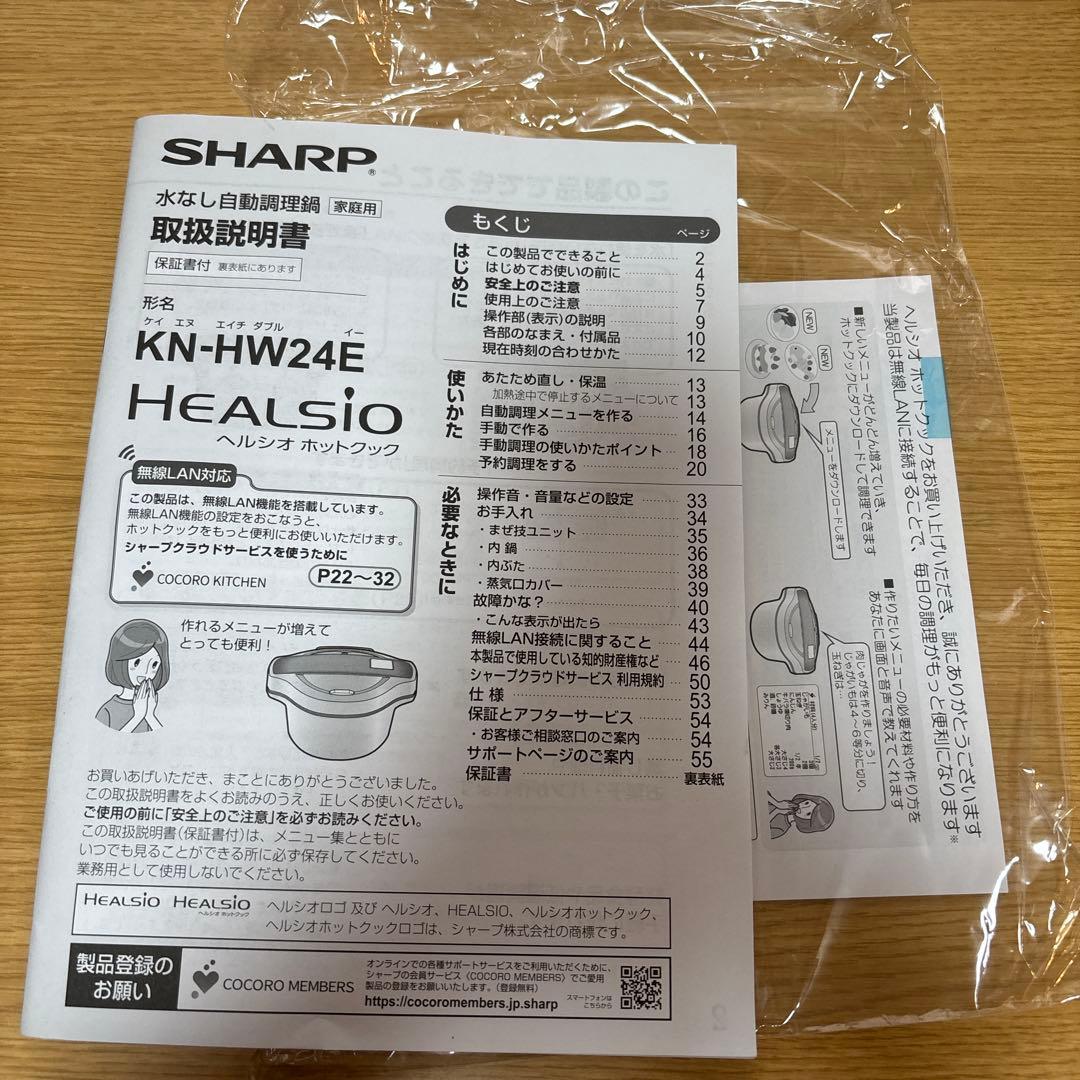 SHARP®
水なし自動調理鍋 家庭用
取扱説明書
保証書付 裏表紙にあります
形名
ケイ エヌ エイチ ダブル イー
KN-HW24E
HEALSiO
ヘルシオ ホットクック
無線LAN対応
この製品は、無線LAN機能を搭載しています。
無線LAN機能の設定をおこなうと、
ホットクックをもっと便利にお使いいただけます。
シャープクラウドサービスを使うために
COCORO KITCHEN P22〜32
作れるメニューが増えて
とっても便利！
お買いあげいただき、まことにありがとうございました。
この取扱説明書をよくお読みのうえ、正しくお使いください。
ご使用の前に「安全上のご注意」を必ずお読みください。
この取扱説明書(保証書付)は、メニュー集とともに
いつでも見ることができる所に必ず保存してください。
業務用として使用しないでください。
もくじ ページ
はじめに
この製品でできること 2
はじめてお使いの前に 4
安全上のご注意 5
使用上のご注意 7
操作部(表示)の説明 9
各部のなまえ・付属品 10
現在時刻の合わせかた 12
使いかた
あたため直し・保温 13
加熱途中で停止するメニューについて 13
自動調理メニューを作る 14
手動で作る 16
手動調理の使いかたポイント 18
予約調理をする 20
必要なときに
操作音・音量などの設定 33
お手入れ 34
・まぜ技ユニット 35
・内鍋 36
・内ぶた 38
・蒸気口カバー 39
故障かな？ 40
・こんな表示が出たら 43
無線LAN接続に関すること 44
本製品で使用している知的財産権など 46
シャープクラウドサービス 利用規約 50
仕様 53
保証とアフターサービス 54
・お客様ご相談窓口のご案内 54
サポートページのご案内 55
保証書 裏表紙
HEALSiO HEALSiO ヘルシオ ホットクック
ヘルシオロゴ 及び ヘルシオ、HEALSIO、ヘルシオホットクック、
ヘルシオホットクックロゴは、シャープ株式会社の商標です。
製品登録の
お願い
COCORO MEMBERS
オンラインでの各種サポートサービスをご利用いただくために、
シャープの会員サービス〈COCORO MEMBERS〉でご愛用
製品の登録をお願いいたします。(登録無料)
https://cocoromembers.jp.sharp
スマートフォンは
こちらから
ヘルシオ ホットクックをお買い上げいただき、誠にありがとうございます
当製品は無線LANに接続することで、毎日の調理がもっと便利になります※
■新しいメニューがどんどん増えていき
ホットクックにダウンロードして調理できます
NEW
NEW
メニューをダウンロードします
■作りたいメニューの必要材料や作り方を
あなたに画面と音声で教えてくれます
肉じゃがを作りましょう！
じゃがいもは4〜6等分に切り、
玉ねぎは…